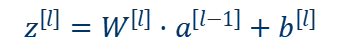 z^{[l]} = W^{[l]} · a^{[l−1]} + b^{[l]}